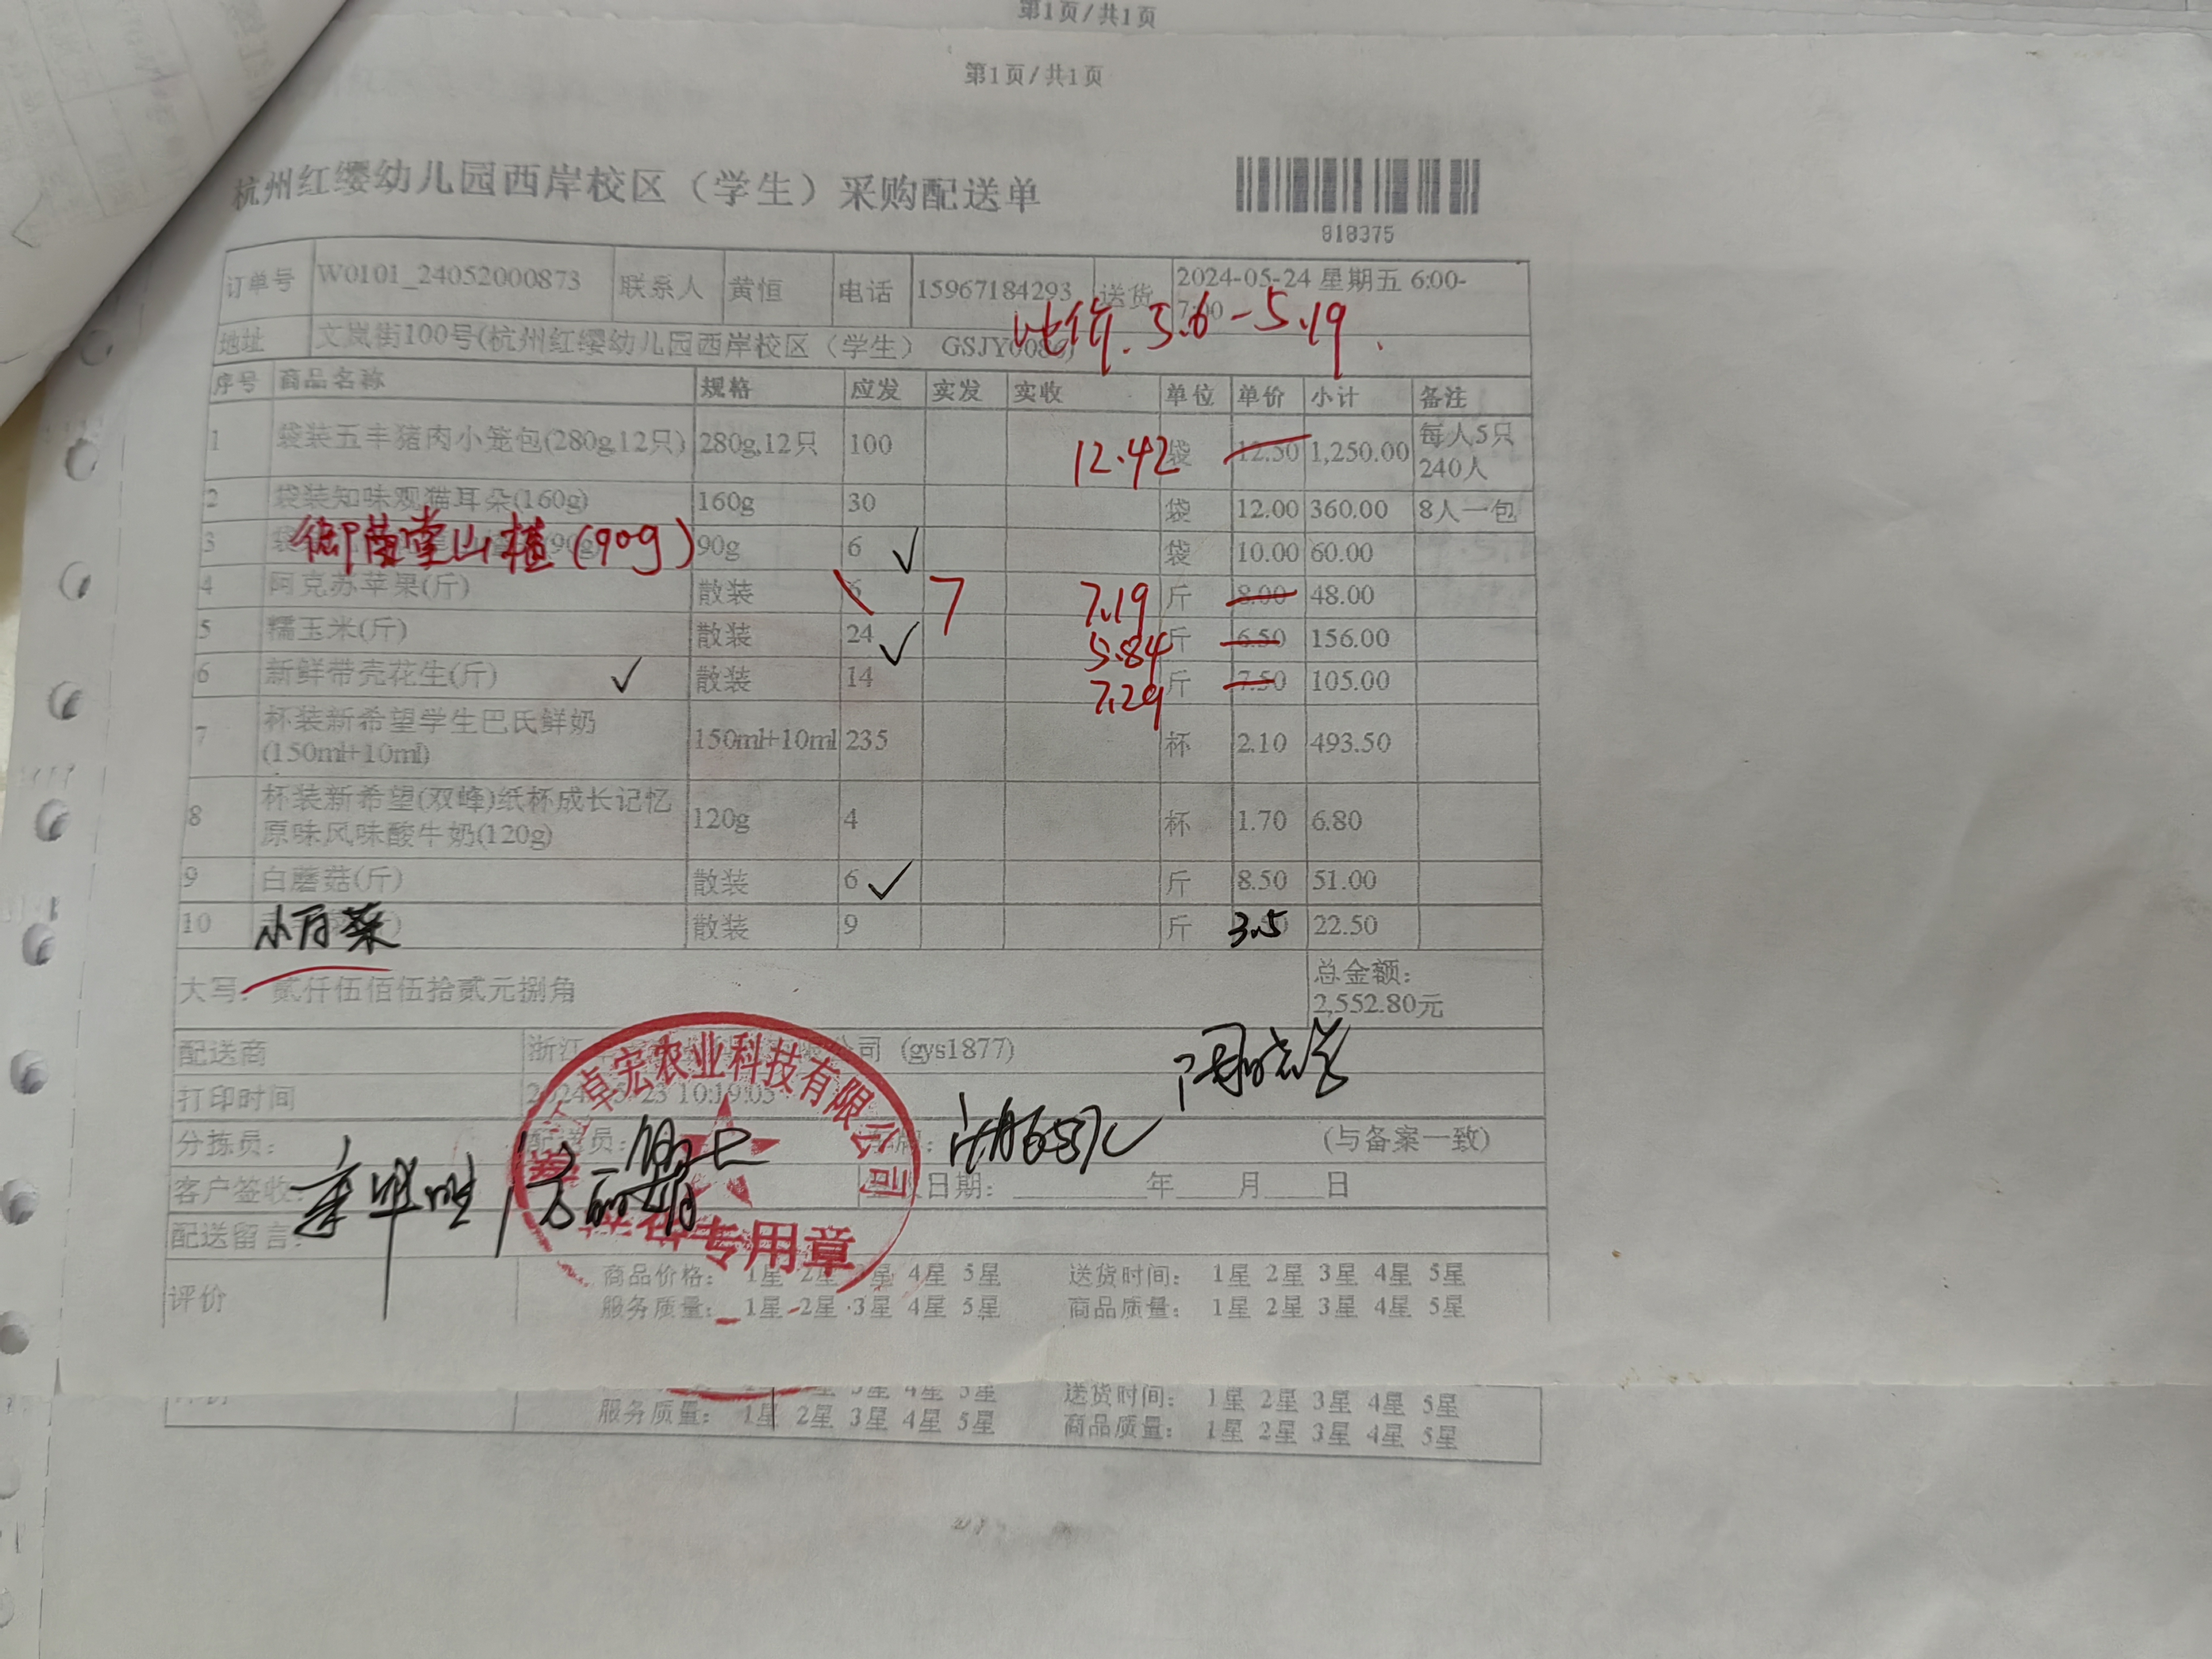 第1页/共1页
第1页/共1页
杭州红缨幼儿园西岸校区（学生）采购配送单
818375
订单号 W0101_24052000873 联系人 黄恒 电话 15967184293 送货 2024-05-24 星期五 6:00-7:00
比价.3.6-5.19.
地址 文岚街100号(杭州红缨幼儿园西岸校区（学生） GSJY0086)
序号 商品名称 规格 应发 实发 实收 单位 单价 小计 备注
1 袋装五丰猪肉小笼包(280g,12只) 280g,12只 100 12.42 袋 12.50 1,250.00 每人5只240人
2 袋装知味观猫耳朵(160g) 160g 30 袋 12.00 360.00 8人一包
3 山楂(90g) 90g 6 ✓ 袋 10.00 60.00
4 阿克苏苹果(斤) 散装 6 7 7.19 斤 8.00 48.00
5 糯玉米(斤) 散装 24 ✓ 5.84 斤 6.50 156.00
6 新鲜带壳花生(斤) ✓ 散装 14 7.29 斤 7.50 105.00
7 杯装新希望学生巴氏鲜奶(150ml+10ml) 150ml+10ml 235 杯 2.10 493.50
8 杯装新希望(双峰)纸杯成长记忆原味风味酸牛奶(120g) 120g 4 杯 1.70 6.80
9 白蘑菇(斤) 散装 6 ✓ 斤 8.50 51.00
10 小白菜 散装 9 斤 3.5 22.50
大写：贰仟伍佰伍拾贰元捌角 总金额：2,552.80元
配送商 浙江 公司 (gys1877)
卓宏农业科技有限公司
专用章
打印时间 23 10:19:05
分拣员： 配送员： (与备案一致)
客户签收： 日期： 年 月 日
配送留言：
评价 商品价格： 1星 2星 3星 4星 5星 送货时间： 1星 2星 3星 4星 5星
服务质量： 1星 2星 3星 4星 5星 商品质量： 1星 2星 3星 4星 5星
送货时间： 1星 2星 3星 4星 5星
服务质量： 1星 2星 3星 4星 5星 商品质量： 1星 2星 3星 4星 5星